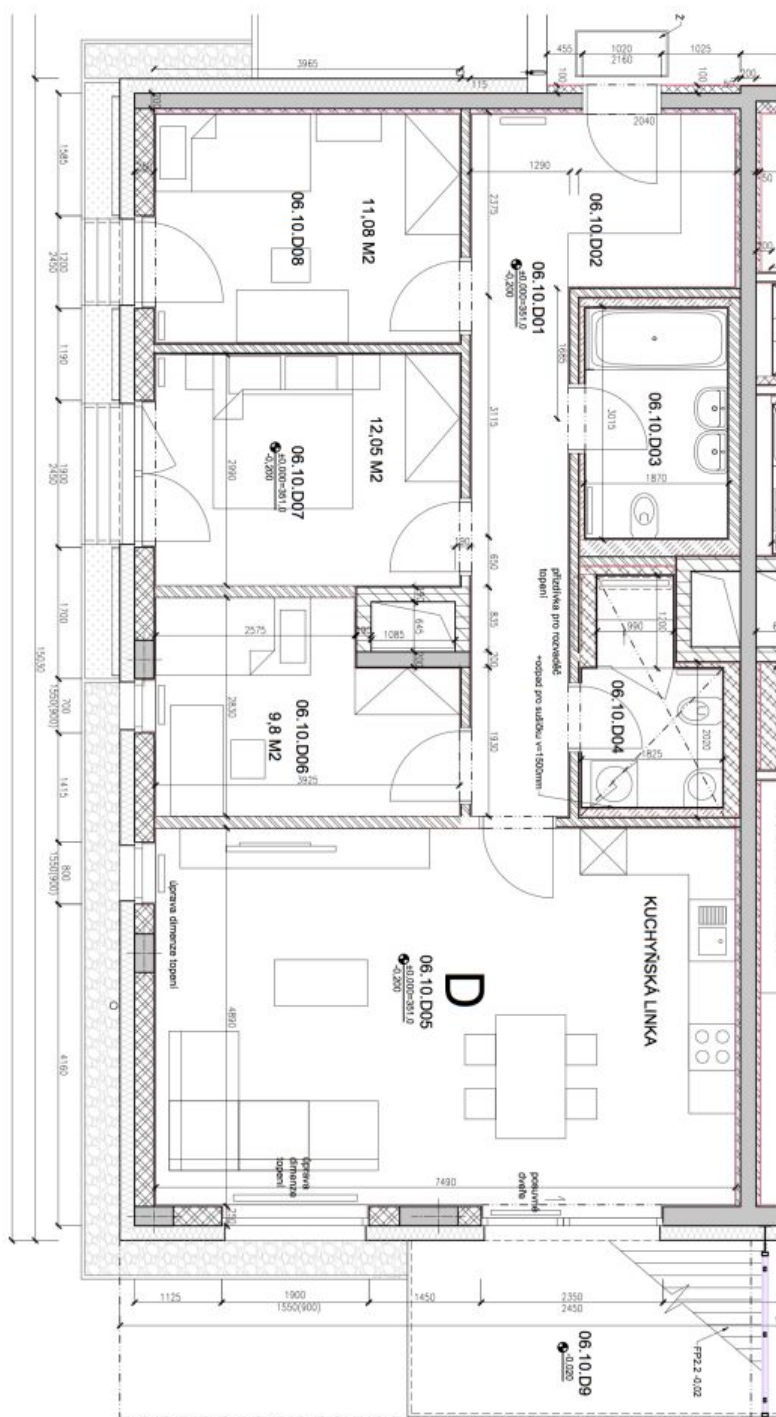 2
455
1020
2160
1025
200
3965
115
100
100
2040
1585
1200
2450
1190
1900
2450
1700
700
1550(900)
1415
800
1550(900)
4160
15030
11,08 M2
06.10.D08
1290
2375
06.10.D02
06.10.D01
±0,000=351,0
-0,200
1685
3115
06.10.D03
3015
1870
12,05 M2
06.10.D07
±0,000=351,0
-0,200
2990
650
835
200
1930
přizdívka pro rozvaděč
topení
+odpad pro sušičku v=1500mm
990
1200
06.10.D04
2020
1825
2575
1085
645
06.10.D06
9,8 M2
2830
3925
úprava dimenze topení
KUCHYŇSKÁ LINKA
D
06.10.D05
±0,000=351,0
-0,200
4890
úprava
dimenze
topení
7490
posuvné
dveře
250
1125
1900
1550(900)
1450
2350
2450
06.10.D9
-0,020
FP2.2 -0,02